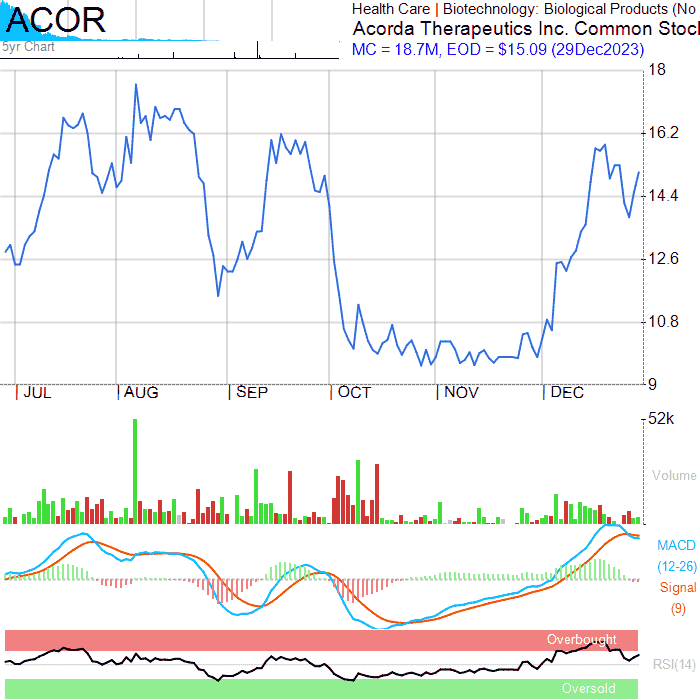 ACOR
Health Care | Biotechnology: Biological Products (No
Acorda Therapeutics Inc. Common Stock
MC = 18.7M, EOD = $15.09 (29Dec2023)
5yr Chart
18
16.2
14.4
12.6
10.8
9
JUL AUG SEP OCT NOV DEC
52k
Volume
MACD
(12-26)
Signal
(9)
Overbought
RSI(14)
Oversold